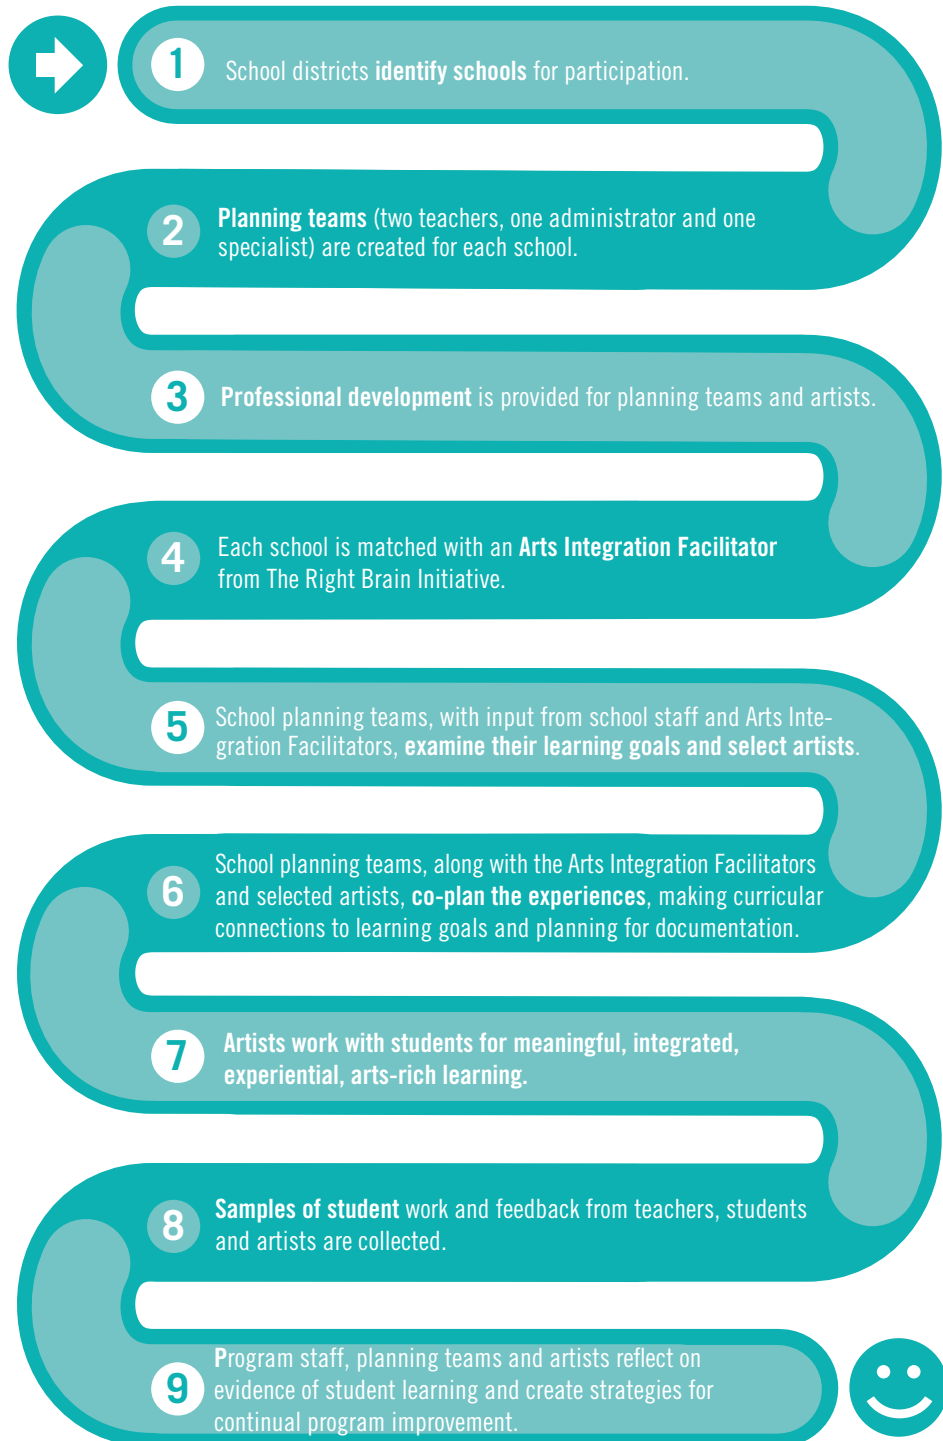 1
School districts identify schools for participation.
2
Planning teams (two teachers, one administrator and one
specialist) are created for each school.
3
Professional development is provided for planning teams and artists.
4
Each school is matched with an Arts Integration Facilitator
from The Right Brain Initiative.
5
School planning teams, with input from school staff and Arts Inte-
gration Facilitators, examine their learning goals and select artists.
6
School planning teams, along with the Arts Integration Facilitators
and selected artists, co-plan the experiences, making curricular
connections to learning goals and planning for documentation.
7
Artists work with students for meaningful, integrated,
experiential, arts-rich learning.
8
Samples of student work and feedback from teachers, students
and artists are collected.
9
Program staff, planning teams and artists reflect on
evidence of student learning and create strategies for
continual program improvement.